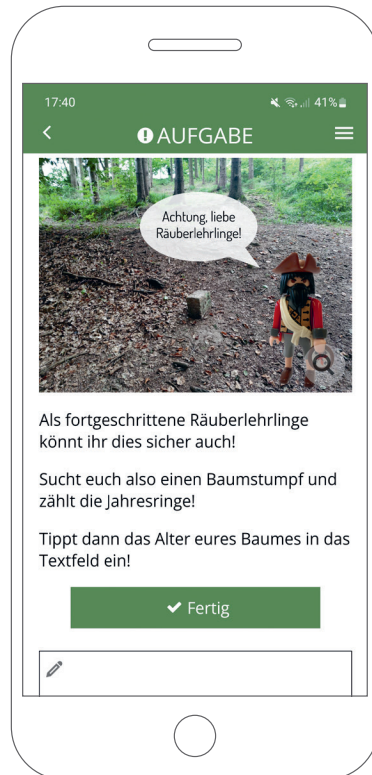 17:40 41%
AUFGABE
Achtung, liebe
Räuberlehrlinge!
Als fortgeschrittene Räuberlehrlinge
könnt ihr dies sicher auch!
Sucht euch also einen Baumstumpf und
zählt die Jahresringe!
Tippt dann das Alter eures Baumes in das
Textfeld ein!
Fertig